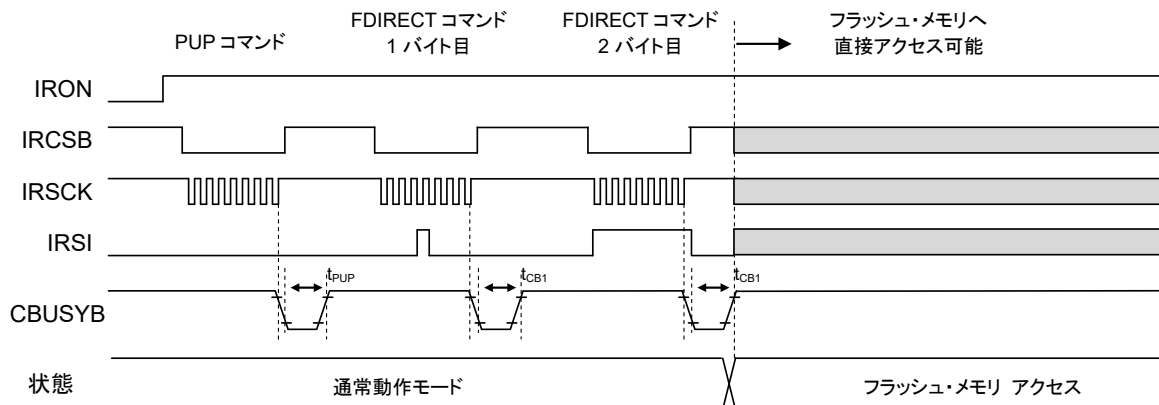 PUP コマンド
FDIRECT コマンド
1 バイト目
FDIRECT コマンド
2 バイト目
フラッシュ・メモリへ
直接アクセス可能
IRON
IRCSB
IRSCK
IRSI
tPUP
tCB1
tCB1
CBUSYB
状態
通常動作モード
フラッシュ・メモリ アクセス